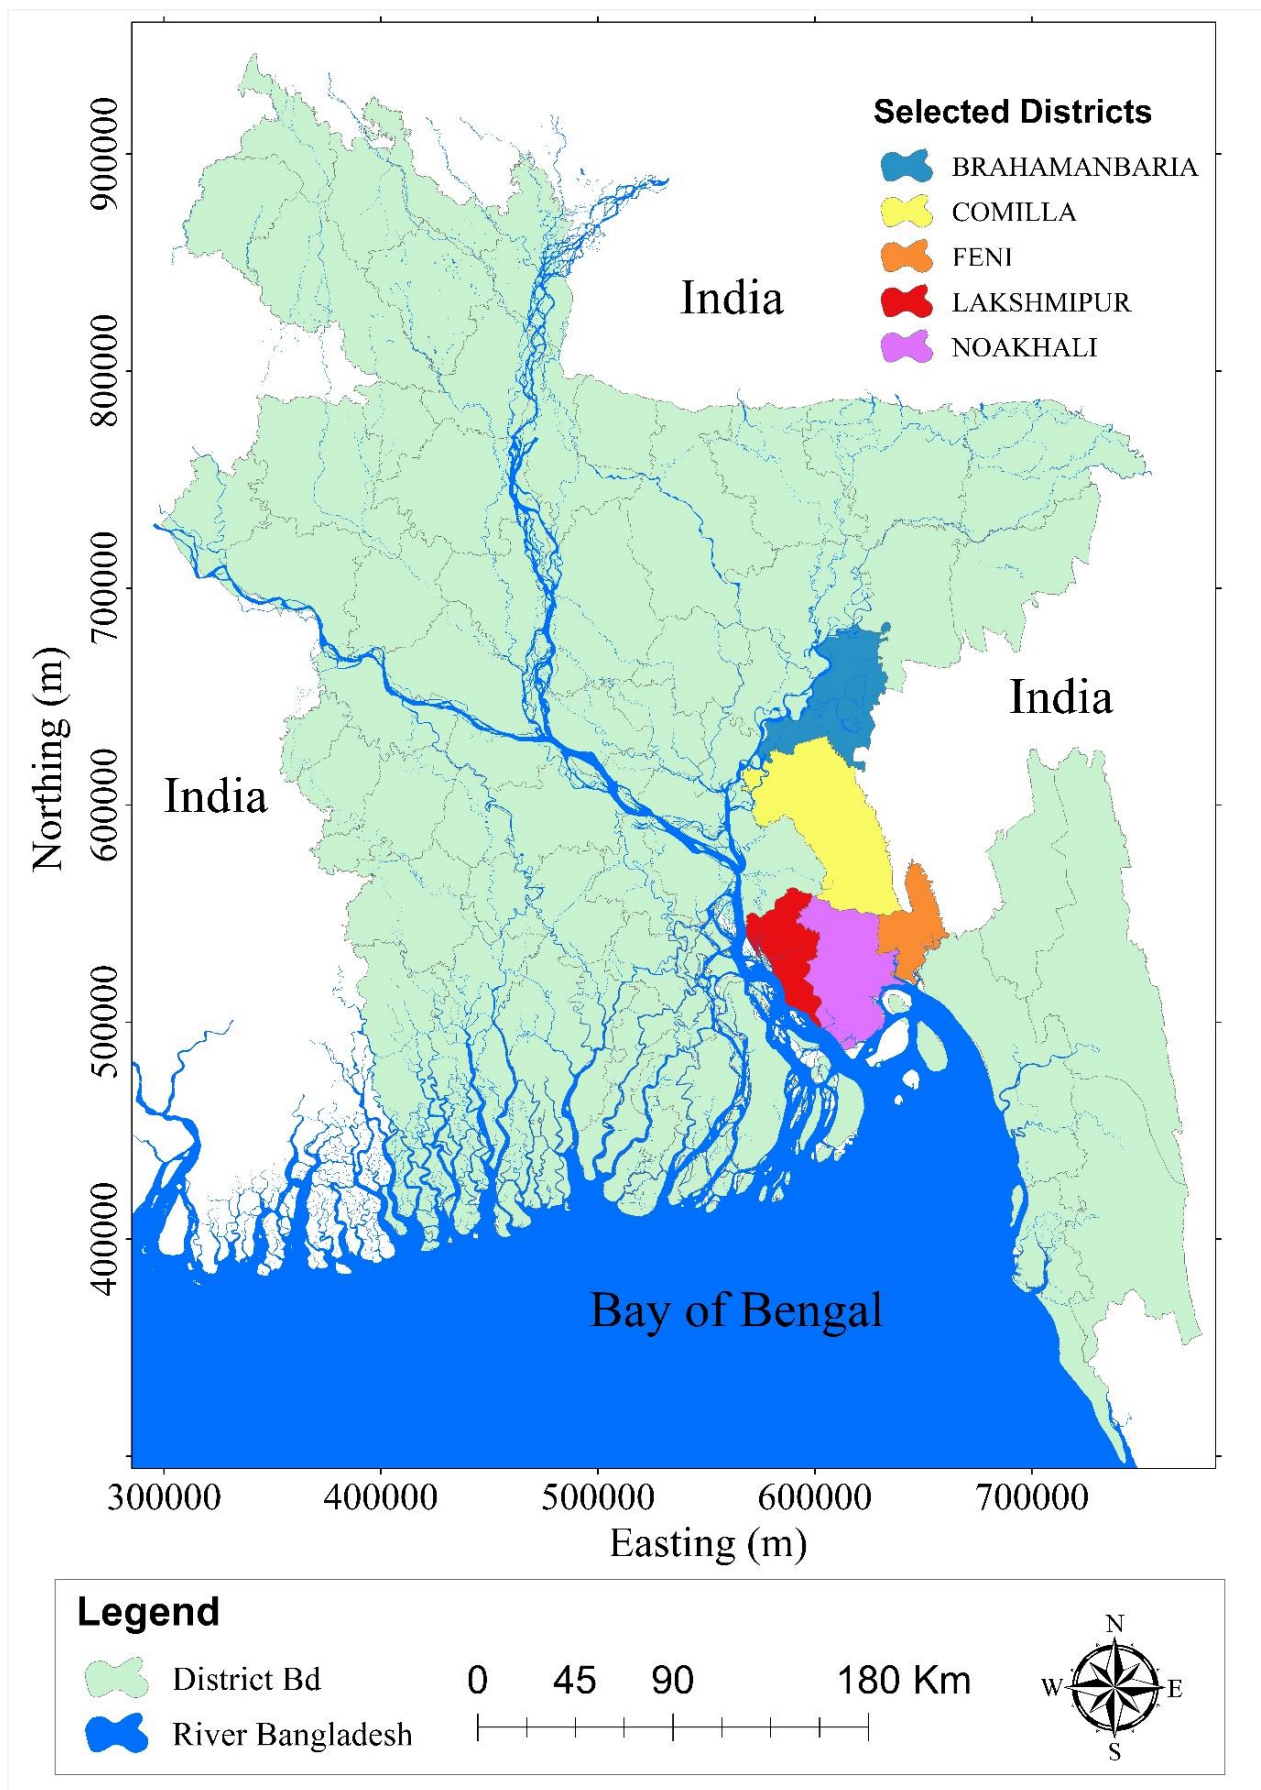 Selected Districts
BRAHAMANBARIA
COMILLA
FENI
LAKSHMIPUR
NOAKHALI
India
India
India
Bay of Bengal
Northing (m)
900000
800000
700000
600000
500000
400000
300000 400000 500000 600000 700000
Easting (m)
Legend
District Bd
River Bangladesh
0 45 90 180 Km
N
W E
S